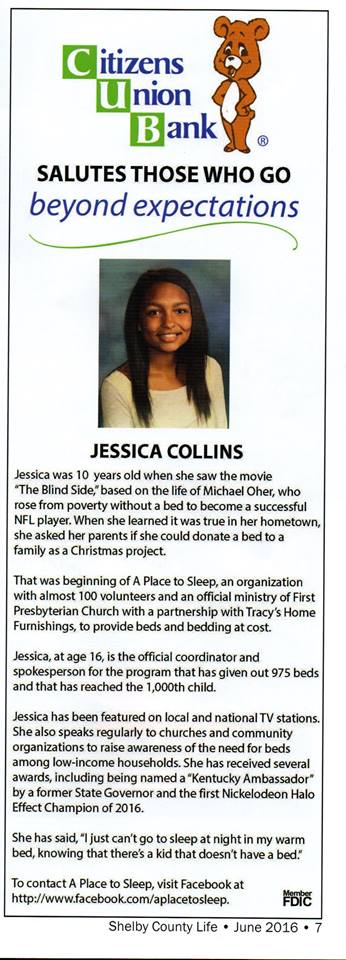 Citizens
Union
Bank
®
SALUTES THOSE WHO GO
beyond expectations
JESSICA COLLINS
Jessica was 10 years old when she saw the movie
"The Blind Side," based on the life of Michael Oher, who
rose from poverty without a bed to become a successful
NFL player. When she learned it was true in her hometown,
she asked her parents if she could donate a bed to a
family as a Christmas project.
That was beginning of A Place to Sleep, an organization
with almost 100 volunteers and an official ministry of First
Presbyterian Church with a partnership with Tracy's Home
Furnishings, to provide beds and bedding at cost.
Jessica, at age 16, is the official coordinator and
spokesperson for the program that has given out 975 beds
and that has reached the 1,000th child.
Jessica has been featured on local and national TV stations.
She also speaks regularly to churches and community
organizations to raise awareness of the need for beds
among low-income households. She has received several
awards, including being named a "Kentucky Ambassador"
by a former State Governor and the first Nickelodeon Halo
Effect Champion of 2016.
She has said, "I just can't go to sleep at night in my warm
bed, knowing that there's a kid that doesn't have a bed."
To contact A Place to Sleep, visit Facebook at
http://www.facebook.com/aplacetosleep.
Member
FDIC
Shelby County Life • June 2016 • 7